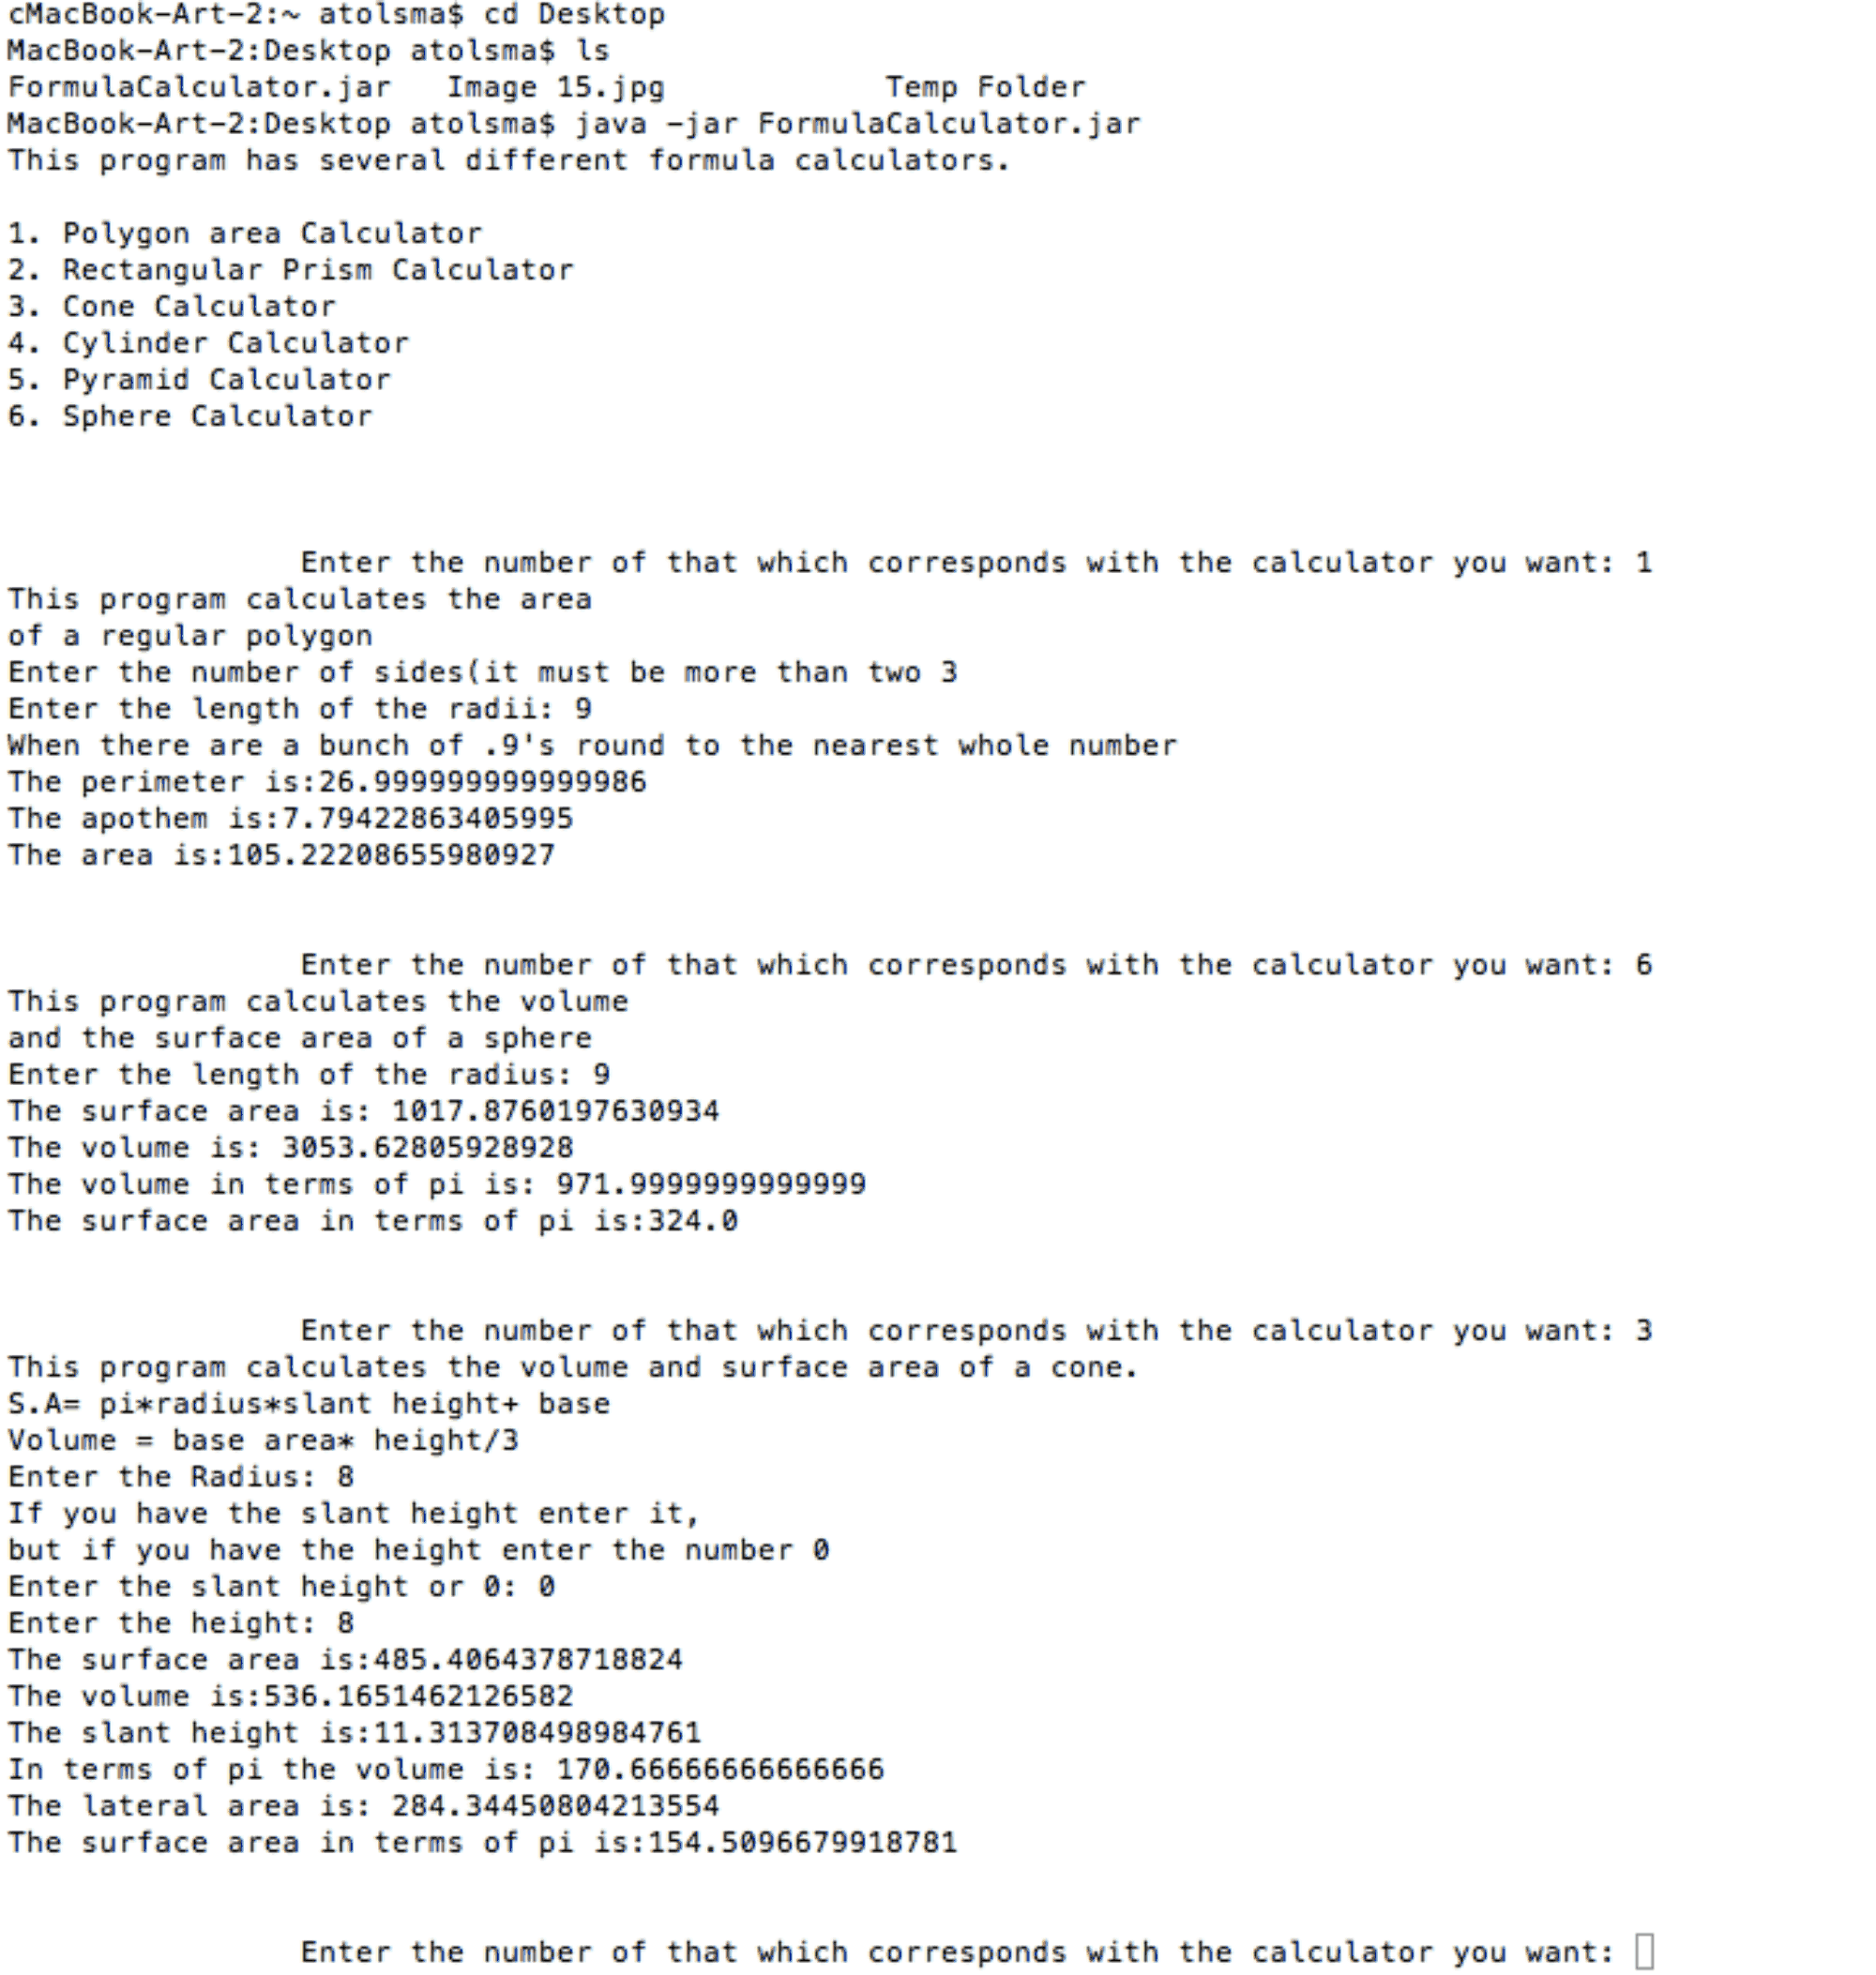 cMacBook-Art-2:~ atolsma$ cd Desktop
MacBook-Art-2:Desktop atolsma$ ls
FormulaCalculator.jar   Image 15.jpg            Temp Folder
MacBook-Art-2:Desktop atolsma$ java -jar FormulaCalculator.jar
This program has several different formula calculators.
1. Polygon area Calculator
2. Rectangular Prism Calculator
3. Cone Calculator
4. Cylinder Calculator
5. Pyramid Calculator
6. Sphere Calculator
Enter the number of that which corresponds with the calculator you want: 1
This program calculates the area
of a regular polygon
Enter the number of sides(it must be more than two 3
Enter the length of the radii: 9
When there are a bunch of .9's round to the nearest whole number
The perimeter is:26.999999999999986
The apothem is:7.79422863405995
The area is:105.22208655980927
Enter the number of that which corresponds with the calculator you want: 6
This program calculates the volume
and the surface area of a sphere
Enter the length of the radius: 9
The surface area is: 1017.8760197630934
The volume is: 3053.62805928928
The volume in terms of pi is: 971.9999999999999
The surface area in terms of pi is:324.0
Enter the number of that which corresponds with the calculator you want: 3
This program calculates the volume and surface area of a cone.
S.A= pi*radius*slant height+ base
Volume = base area* height/3
Enter the Radius: 8
If you have the slant height enter it,
but if you have the height enter the number 0
Enter the slant height or 0: 0
Enter the height: 8
The surface area is:485.4064378718824
The volume is:536.1651462126582
The slant height is:11.313708498984761
In terms of pi the volume is: 170.66666666666666
The lateral area is: 284.34450804213554
The surface area in terms of pi is:154.5096679918781
Enter the number of that which corresponds with the calculator you want: